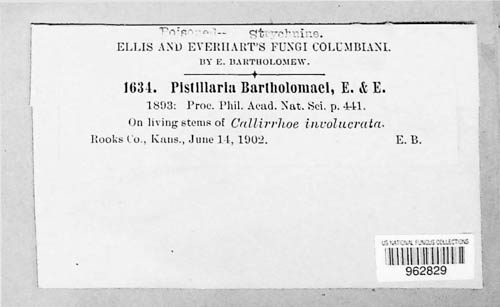 Poisoned-- Strychnine.
ELLIS AND EVERHART'S FUNGI COLUMBIANI.
BY E. BARTHOLOMEW.
1634. Pistillaria Bartholomaei, E. & E.
1893: Proc. Phil. Acad. Nat. Sci. p. 441.
On living stems of Callirrhoe involucrata.
Rooks Co., Kans., June 14, 1902. E. B.
US NATIONAL FUNGUS COLLECTIONS
962829